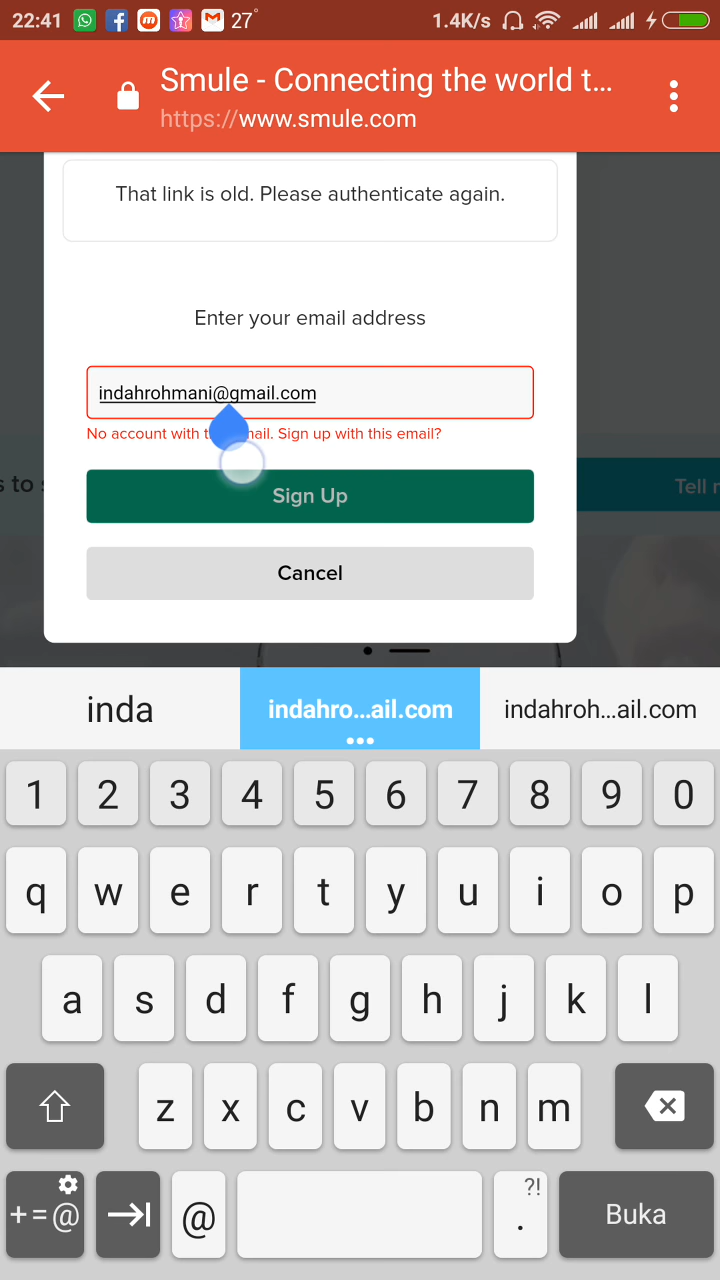 22:41 27° 1.4K/s
Smule - Connecting the world t...
https://www.smule.com
That link is old. Please authenticate again.
Enter your email address
indahrohmani@gmail.com
No account with t mail. Sign up with this email?
s to
Sign Up
Tell
Cancel
inda
indahro...ail.com
indahroh...ail.com
1 2 3 4 5 6 7 8 9 0
q w e r t y u i o p
a s d f g h j k l
z x c v b n m
+=@ @ ?! . Buka